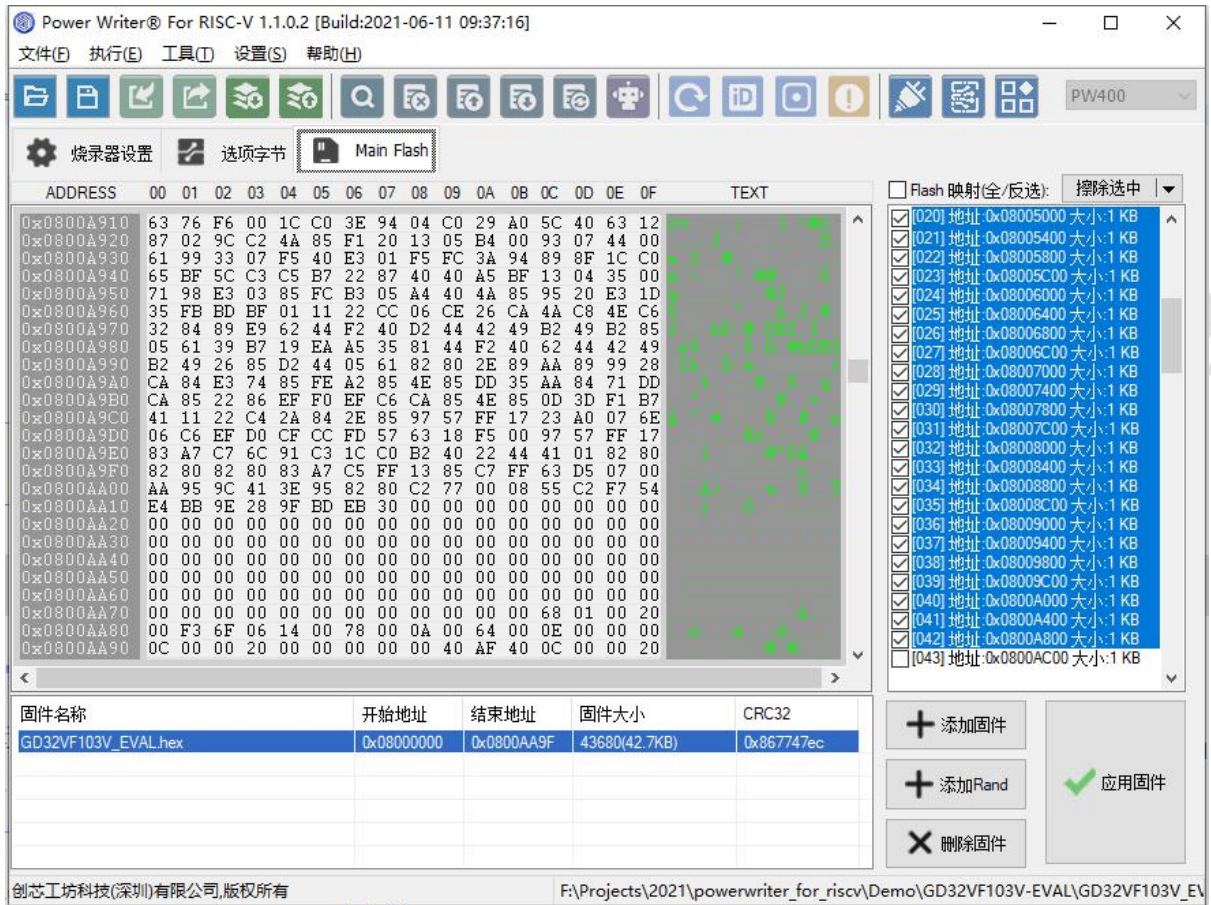 Power Writer® For RISC-V 1.1.0.2 [Build:2021-06-11 09:37:16]
文件(F) 执行(E) 工具(T) 设置(S) 帮助(H)
PW400
烧录器设置 选项字节 Main Flash
ADDRESS 00 01 02 03 04 05 06 07 08 09 0A 0B 0C 0D 0E 0F TEXT
0x0800A910 63 76 F6 00 1C C0 3E 94 04 C0 29 A0 5C 40 63 12
0x0800A920 87 02 9C C2 4A 85 F1 20 13 05 B4 00 93 07 44 00
0x0800A930 61 99 33 07 F5 40 E3 01 F5 FC 3A 94 89 8F 1C C0
0x0800A940 65 BF 5C C3 C5 B7 22 87 40 40 A5 BF 13 04 35 00
0x0800A950 71 98 E3 03 85 FC B3 05 A4 40 4A 85 95 20 E3 1D
0x0800A960 35 FB BD BF 01 11 22 CC 06 CE 26 CA 4A C8 4E C6
0x0800A970 32 84 89 E9 62 44 F2 40 D2 44 42 49 B2 49 B2 85
0x0800A980 05 61 39 B7 19 EA A5 35 81 44 F2 40 62 44 42 49
0x0800A990 B2 49 26 85 D2 44 05 61 82 80 2E 89 AA 89 99 28
0x0800A9A0 CA 84 E3 74 85 FE A2 85 4E 85 DD 35 AA 84 71 DD
0x0800A9B0 CA 85 22 86 EF F0 EF C6 CA 85 4E 85 0D 3D F1 B7
0x0800A9C0 41 11 22 C4 2A 84 2E 85 97 57 FF 17 23 A0 07 6E
0x0800A9D0 06 C6 EF D0 CF CC FD 57 63 18 F5 00 97 57 FF 17
0x0800A9E0 83 A7 C7 6C 91 C3 1C C0 B2 40 22 44 41 01 82 80
0x0800A9F0 82 80 82 80 83 A7 C5 FF 13 85 C7 FF 63 D5 07 00
0x0800AA00 AA 95 9C 41 3E 95 82 80 C2 77 00 08 55 C2 F7 54
0x0800AA10 E4 BB 9E 28 9F BD EB 30 00 00 00 00 00 00 00 00
0x0800AA20 00 00 00 00 00 00 00 00 00 00 00 00 00 00 00 00
0x0800AA30 00 00 00 00 00 00 00 00 00 00 00 00 00 00 00 00
0x0800AA40 00 00 00 00 00 00 00 00 00 00 00 00 00 00 00 00
0x0800AA50 00 00 00 00 00 00 00 00 00 00 00 00 00 00 00 00
0x0800AA60 00 00 00 00 00 00 00 00 00 00 00 00 00 00 00 00
0x0800AA70 00 00 00 00 00 00 00 00 00 00 00 00 68 01 00 20
0x0800AA80 00 F3 6F 06 14 00 78 00 0A 00 64 00 0E 00 00 00
0x0800AA90 0C 00 00 20 00 00 00 00 00 40 AF 40 0C 00 00 20
Flash 映射(全/反选): 擦除选中
[020] 地址:0x08005000 大小:1 KB
[021] 地址:0x08005400 大小:1 KB
[022] 地址:0x08005800 大小:1 KB
[023] 地址:0x08005C00 大小:1 KB
[024] 地址:0x08006000 大小:1 KB
[025] 地址:0x08006400 大小:1 KB
[026] 地址:0x08006800 大小:1 KB
[027] 地址:0x08006C00 大小:1 KB
[028] 地址:0x08007000 大小:1 KB
[029] 地址:0x08007400 大小:1 KB
[030] 地址:0x08007800 大小:1 KB
[031] 地址:0x08007C00 大小:1 KB
[032] 地址:0x08008000 大小:1 KB
[033] 地址:0x08008400 大小:1 KB
[034] 地址:0x08008800 大小:1 KB
[035] 地址:0x08008C00 大小:1 KB
[036] 地址:0x08009000 大小:1 KB
[037] 地址:0x08009400 大小:1 KB
[038] 地址:0x08009800 大小:1 KB
[039] 地址:0x08009C00 大小:1 KB
[040] 地址:0x0800A000 大小:1 KB
[041] 地址:0x0800A400 大小:1 KB
[042] 地址:0x0800A800 大小:1 KB
[043] 地址:0x0800AC00 大小:1 KB
固件名称 开始地址 结束地址 固件大小 CRC32
GD32VF103V_EVAL.hex 0x08000000 0x0800AA9F 43680(42.7KB) 0x867747ec
添加固件
添加Rand
应用固件
删除固件
创芯工坊科技(深圳)有限公司,版权所有 F:\Projects\2021\powerwriter_for_riscv\Demo\GD32VF103V-EVAL\GD32VF103V_EV